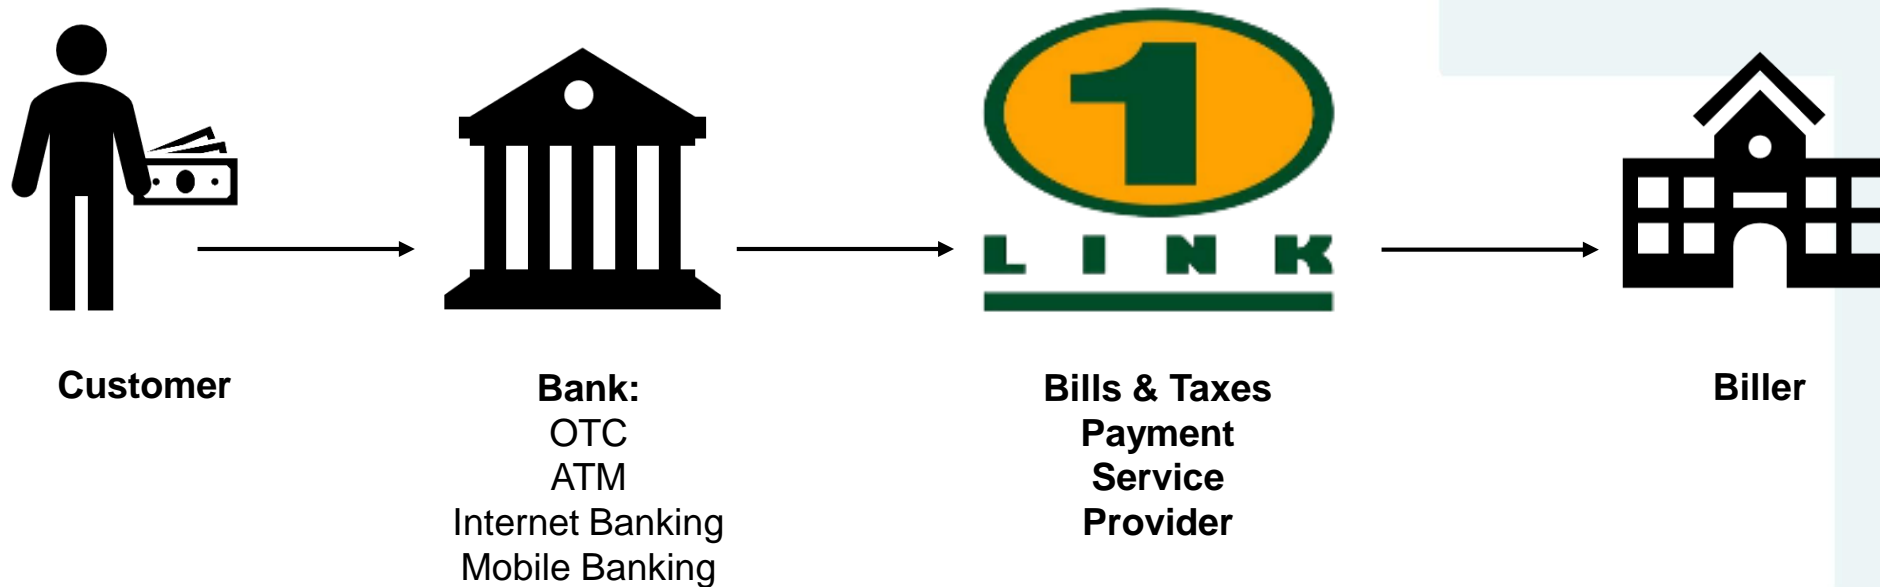 1
LINK
Customer
Bank:
OTC
ATM
Internet Banking
Mobile Banking
Bills & Taxes
Payment
Service
Provider
Biller